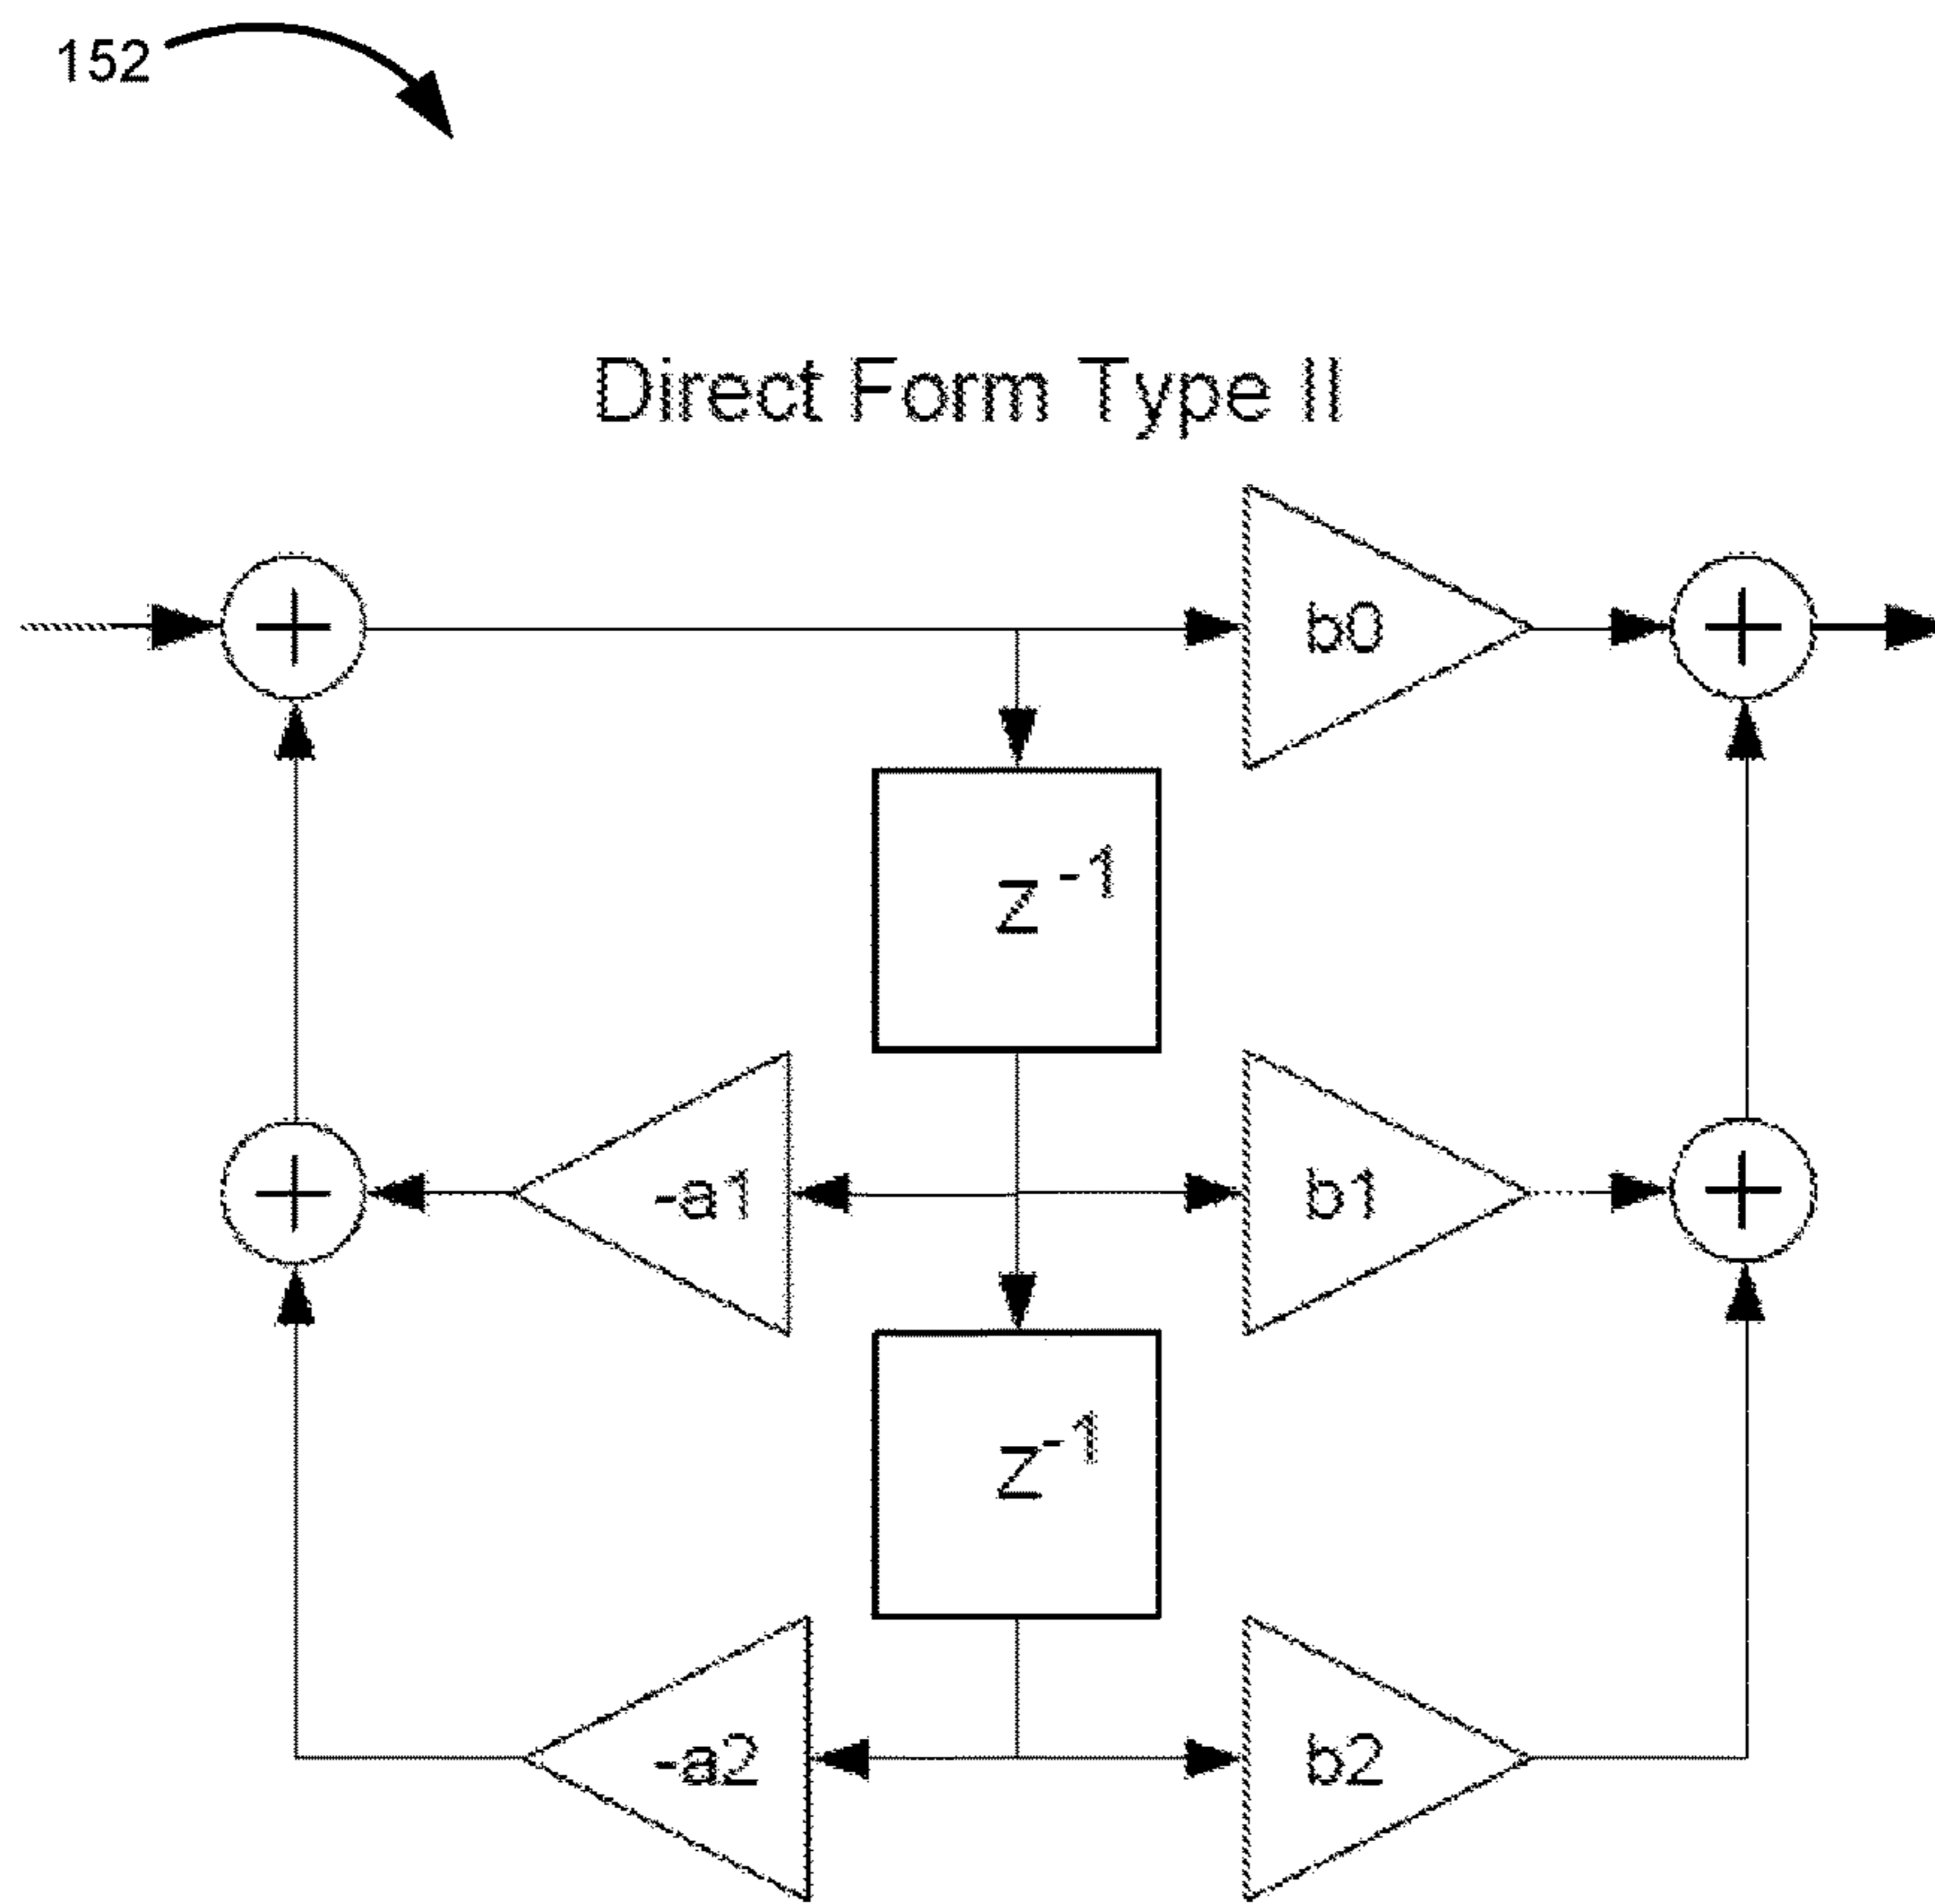 152
Direct Form Type II
+
b0
+
z-1
+
-a1
b1
+
z-1
-a2
b2